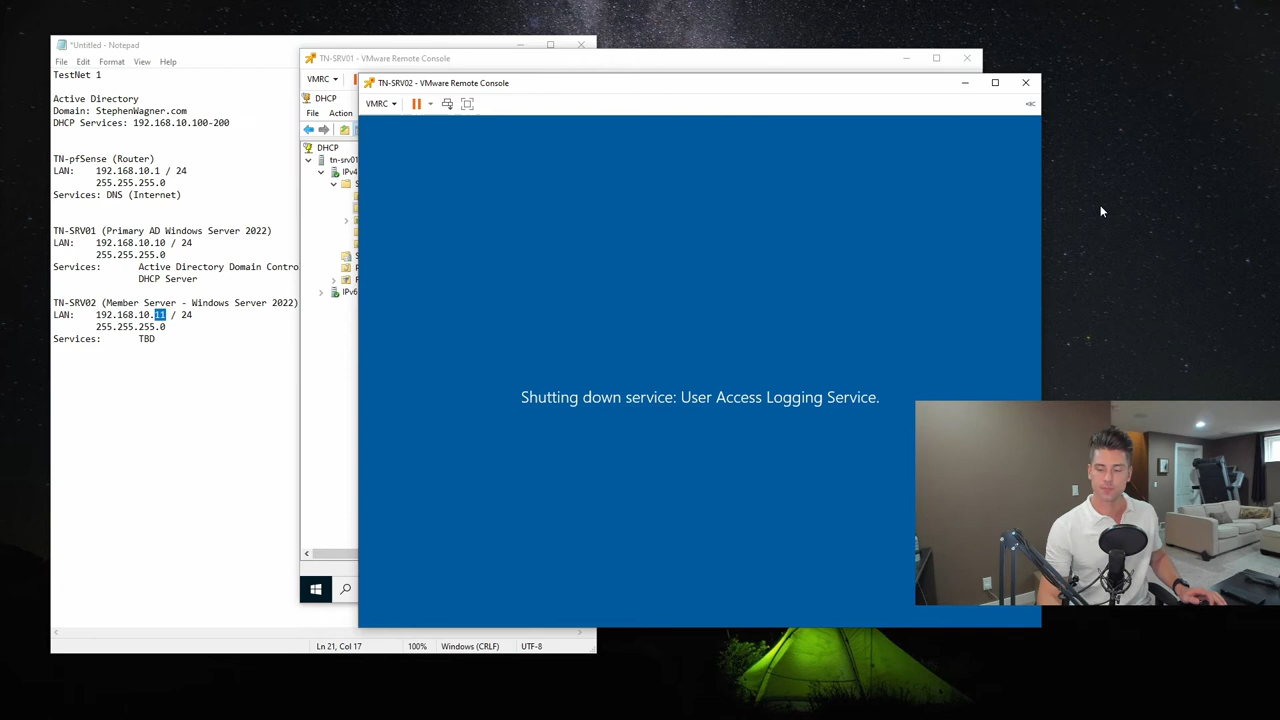 *Untitled - Notepad
File Edit Format View Help
TestNet 1
Active Directory
Domain: StephenWagner.com
DHCP Services: 192.168.10.100-200
TN-pfSense (Router)
LAN: 192.168.10.1 / 24
255.255.255.0
Services: DNS (Internet)
TN-SRV01 (Primary AD Windows Server 2022)
LAN: 192.168.10.10 / 24
255.255.255.0
Services: Active Directory Domain Contro
DHCP Server
TN-SRV02 (Member Server - Windows Server 2022)
LAN: 192.168.10.11 / 24
255.255.255.0
Services: TBD
Ln 21, Col 17 100% Windows (CRLF) UTF-8
TN-SRV01 - VMware Remote Console
VMRC
DHCP
File Action
DHCP
tn-srv01
IPv4
IPv6
TN-SRV02 - VMware Remote Console
VMRC
Shutting down service: User Access Logging Service.